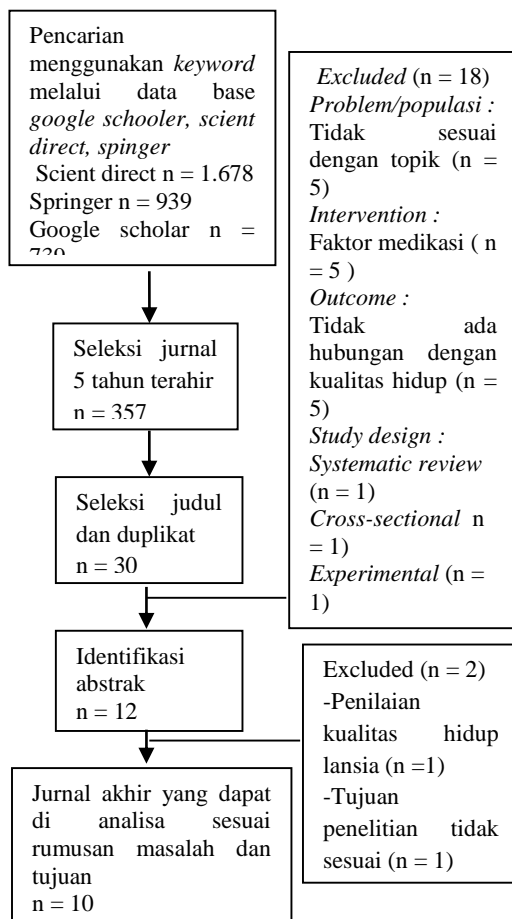 Pencarian
menggunakan keyword
melalui data base
google schooler, scient
direct, spinger
Scient direct n = 1.678
Springer n = 939
Google scholar n =
Excluded (n = 18)
Problem/populasi :
Tidak sesuai
dengan topik (n =
5)
Intervention :
Faktor medikasi ( n
= 5 )
Outcome :
Tidak ada
hubungan dengan
kualitas hidup (n =
5)
Study design :
Systematic review
(n = 1)
Cross-sectional n
= 1)
Experimental (n =
1)
Seleksi jurnal
5 tahun terahir
n = 357
Seleksi judul
dan duplikat
n = 30
Identifikasi
abstrak
n = 12
Excluded (n = 2)
-Penilaian
kualitas hidup
lansia (n =1)
-Tujuan
penelitian tidak
sesuai (n = 1)
Jurnal akhir yang dapat
di analisa sesuai
rumusan masalah dan
tujuan
n = 10